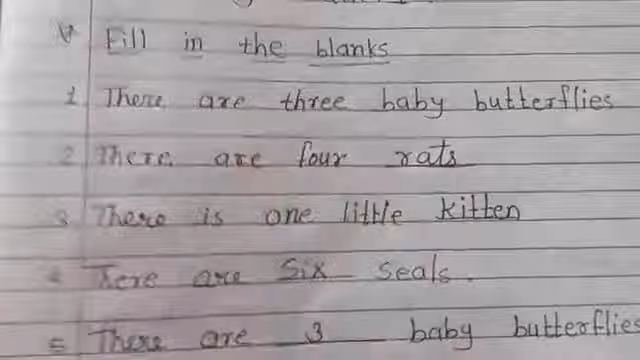 Fill in the blanks
1 There are three baby butterflies
2 There are four rats
3 There is one little kitten
4 Tere are Six seals.
5 There are 3 baby butterflies